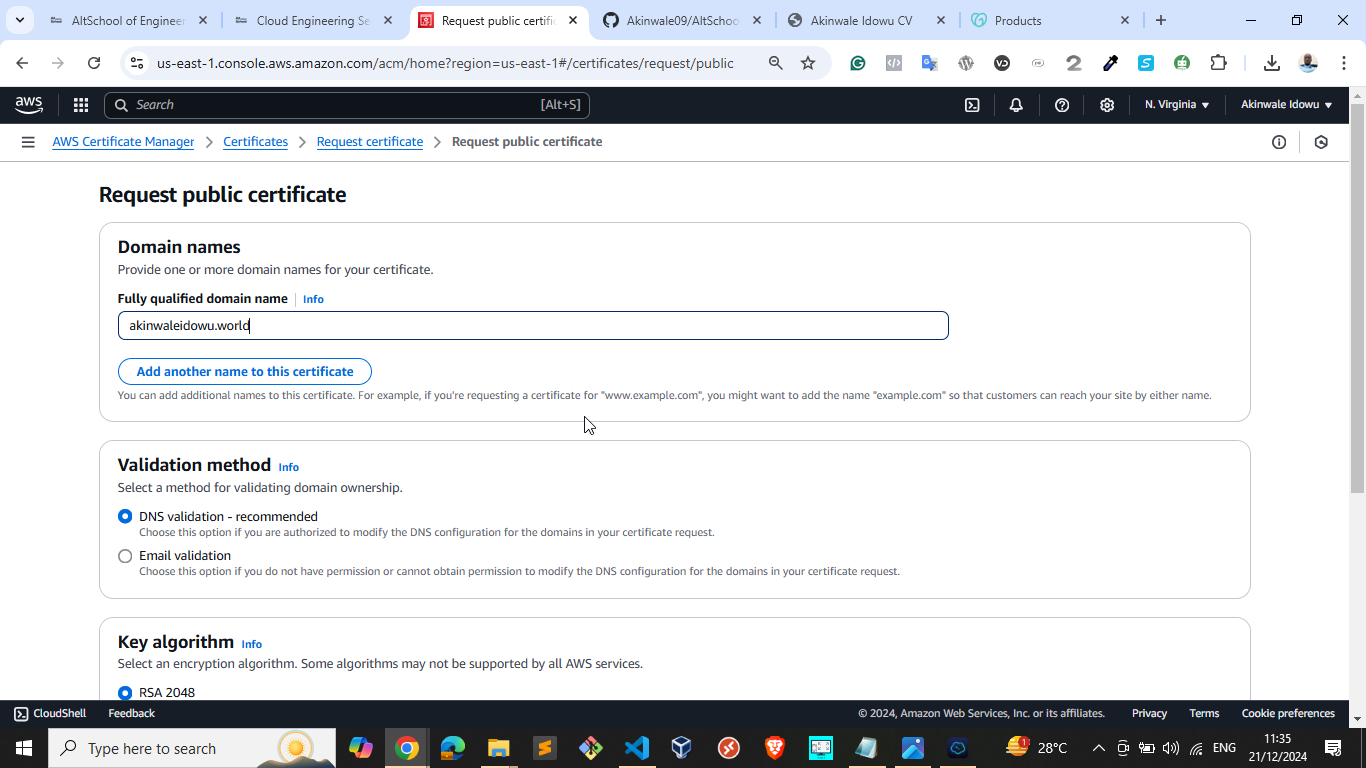 AltSchool of Engineer
Cloud Engineering Se
Request public certific
Akinwale09/AltSchoo
Akinwale Idowu CV
Products
us-east-1.console.aws.amazon.com/acm/home?region=us-east-1#/certificates/request/public
aws
Search
[Alt+S]
N. Virginia
Akinwale Idowu
AWS Certificate Manager
Certificates
Request certificate
Request public certificate
Request public certificate
Domain names
Provide one or more domain names for your certificate.
Fully qualified domain name
Info
akinwaleidowu.world
Add another name to this certificate
You can add additional names to this certificate. For example, if you're requesting a certificate for "www.example.com", you might want to add the name "example.com" so that customers can reach your site by either name.
Validation method Info
Select a method for validating domain ownership.
DNS validation - recommended
Choose this option if you are authorized to modify the DNS configuration for the domains in your certificate request.
Email validation
Choose this option if you do not have permission or cannot obtain permission to modify the DNS configuration for the domains in your certificate request.
Key algorithm Info
Select an encryption algorithm. Some algorithms may not be supported by all AWS services.
RSA 2048
CloudShell
Feedback
© 2024, Amazon Web Services, Inc. or its affiliates.
Privacy
Terms
Cookie preferences
Type here to search
1
28°C
ENG
11:35
21/12/2024